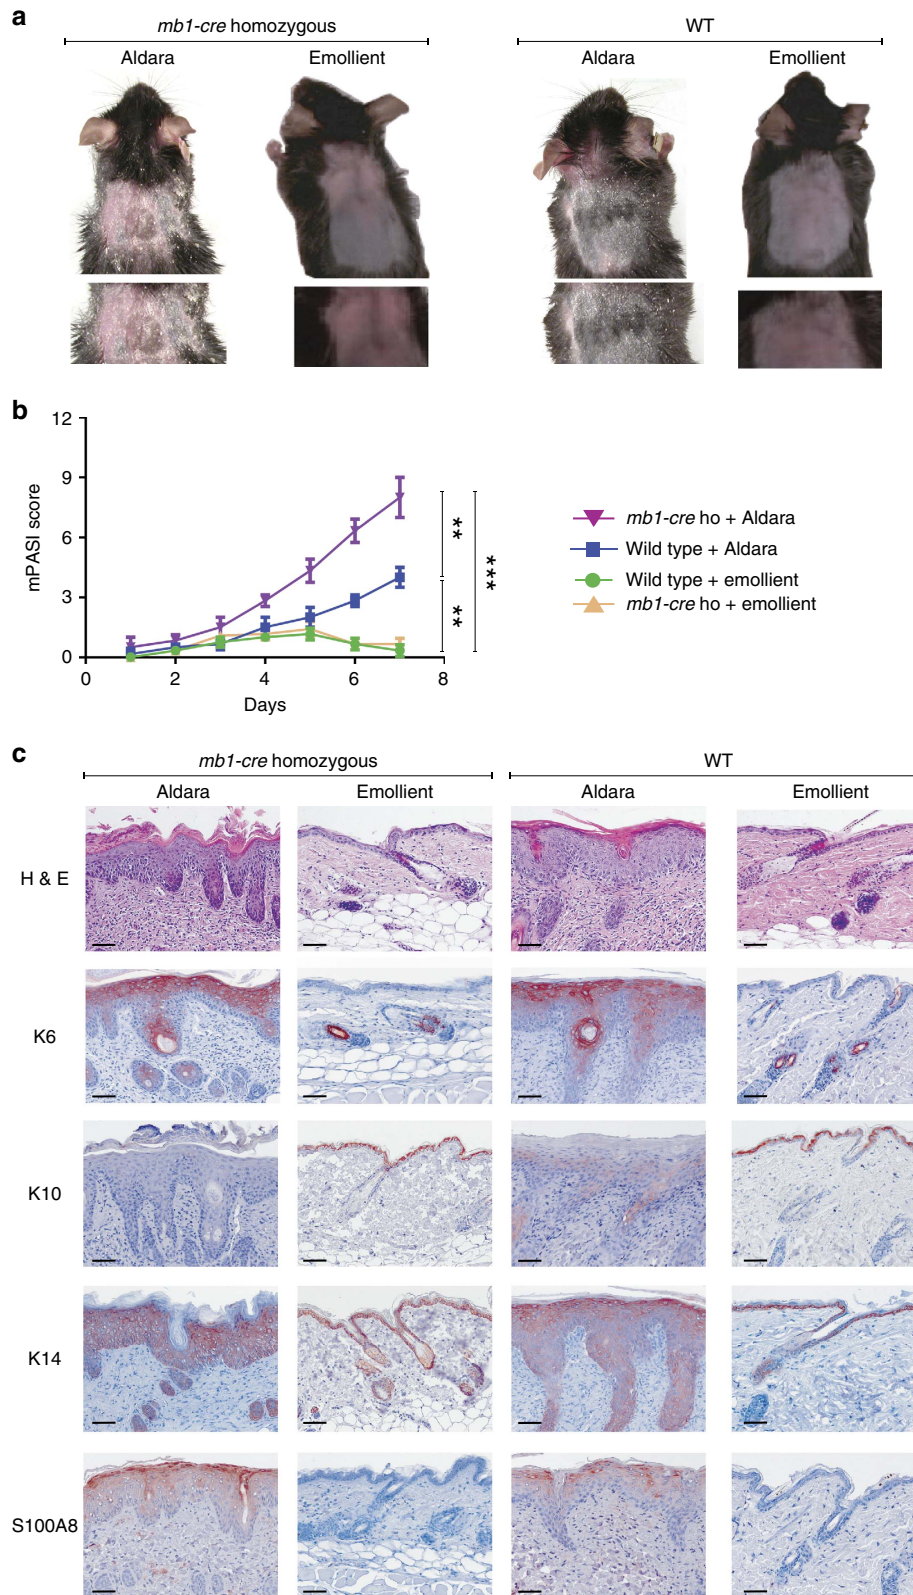 a
mb1-cre homozygous
WT
Aldara
Emollient
Aldara
Emollient
b
12
9
6
3
0
mPASI score
0
2
4
6
8
Days
**
**
***
mb1-cre ho + Aldara
Wild type + Aldara
Wild type + emollient
mb1-cre ho + emollient
c
mb1-cre homozygous
WT
Aldara
Emollient
Aldara
Emollient
H & E
K6
K10
K14
S100A8